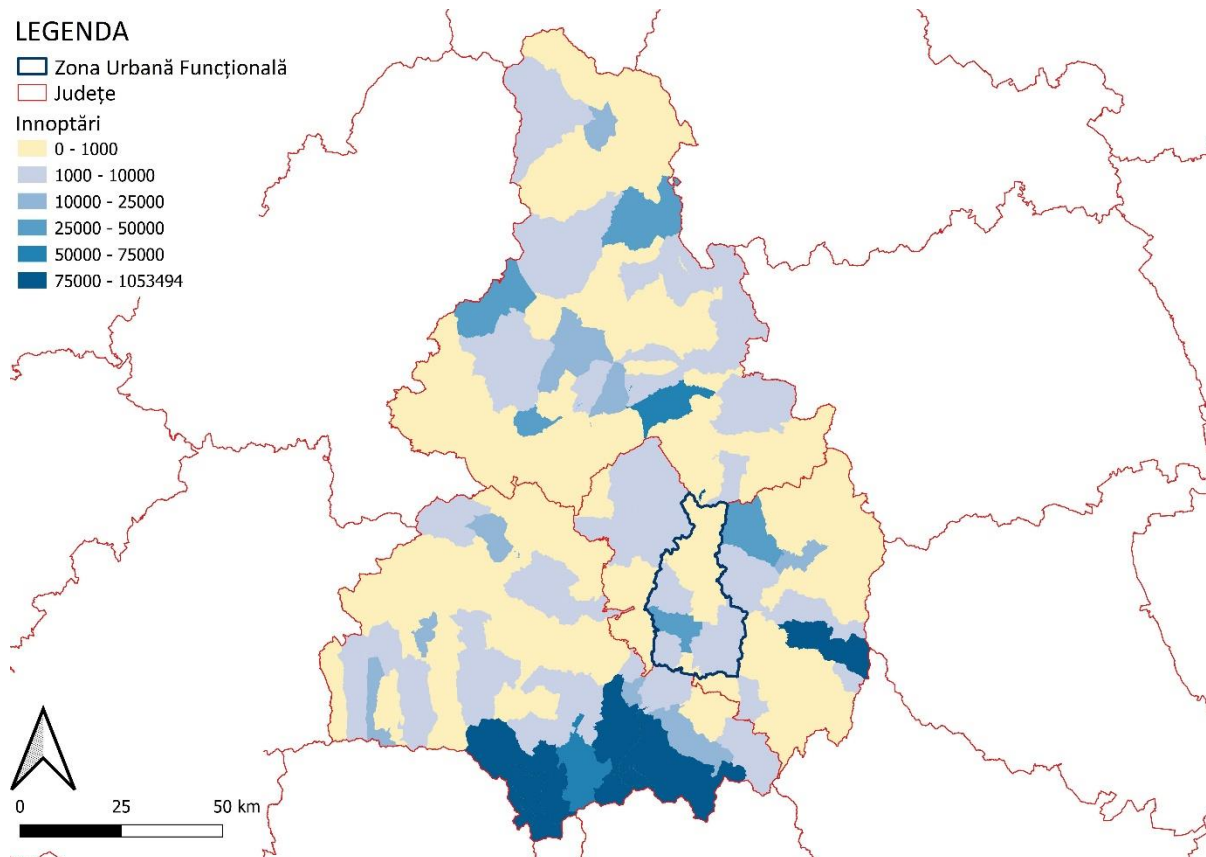 LEGENDA
Zona Urbană Funcțională
Județe
Innoptări
0 - 1000
1000 - 10000
10000 - 25000
25000 - 50000
50000 - 75000
75000 - 1053494
0 25 50 km